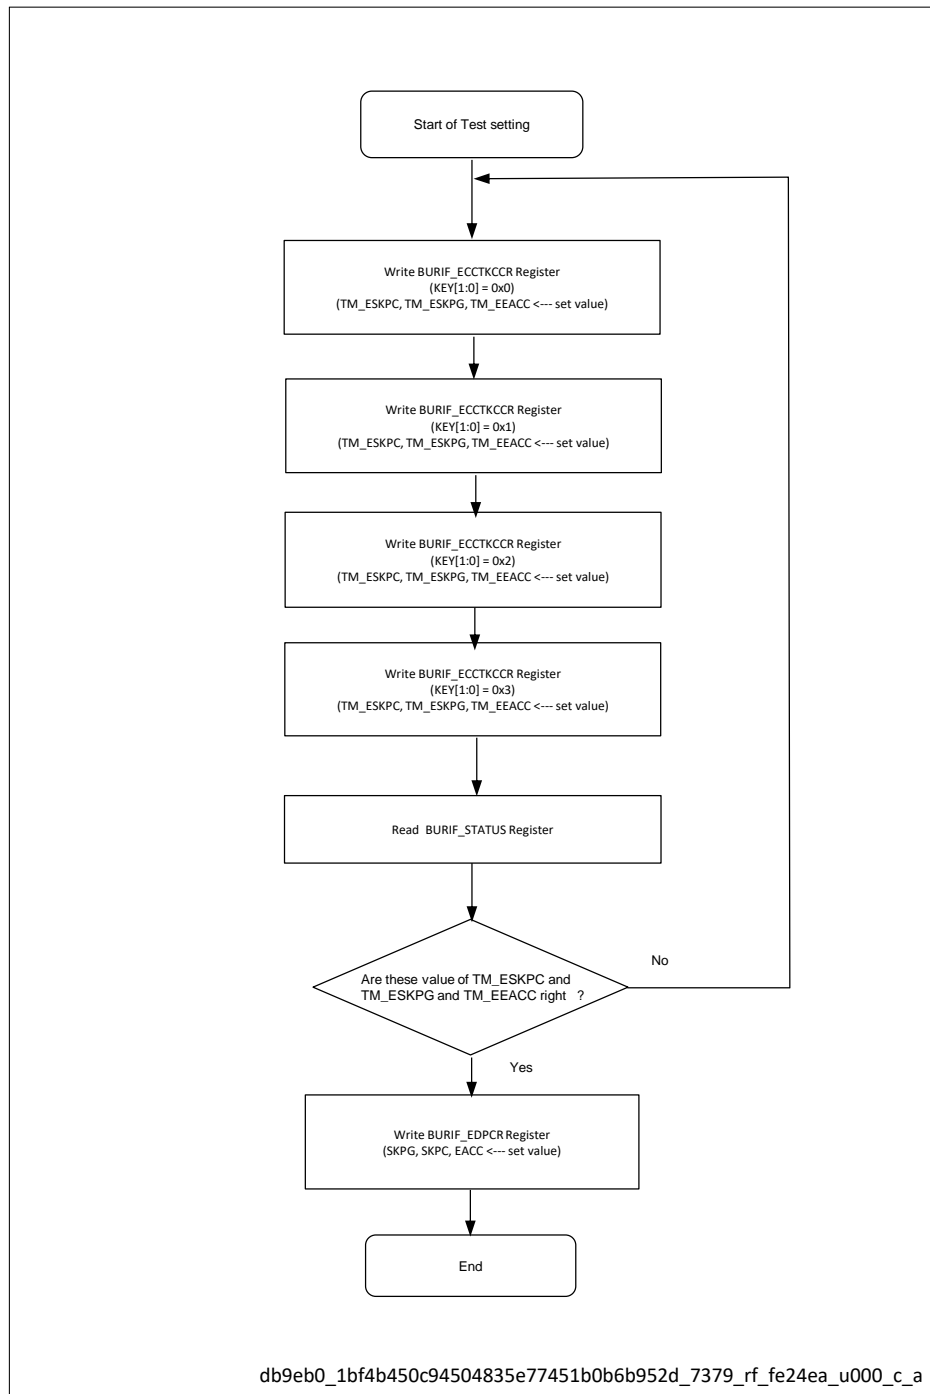 Start of Test setting
Write BURIF_ECCTKCCR Register
(KEY[1:0] = 0x0)
(TM_ESKPC, TM_ESKPG, TM_EEACC <--- set value)
Write BURIF_ECCTKCCR Register
(KEY[1:0] = 0x1)
(TM_ESKPC, TM_ESKPG, TM_EEACC <--- set value)
Write BURIF_ECCTKCCR Register
(KEY[1:0] = 0x2)
(TM_ESKPC, TM_ESKPG, TM_EEACC <--- set value)
Write BURIF_ECCTKCCR Register
(KEY[1:0] = 0x3)
(TM_ESKPC, TM_ESKPG, TM_EEACC <--- set value)
Read BURIF_STATUS Register
Are these value of TM_ESKPC and
TM_ESKPG and TM_EEACC right ?
No
Yes
Write BURIF_EDPCR Register
(SKPG, SKPC, EACC <--- set value)
End
db9eb0_1bf4b450c94504835e77451b0b6b952d_7379_rf_fe24ea_u000_c_a